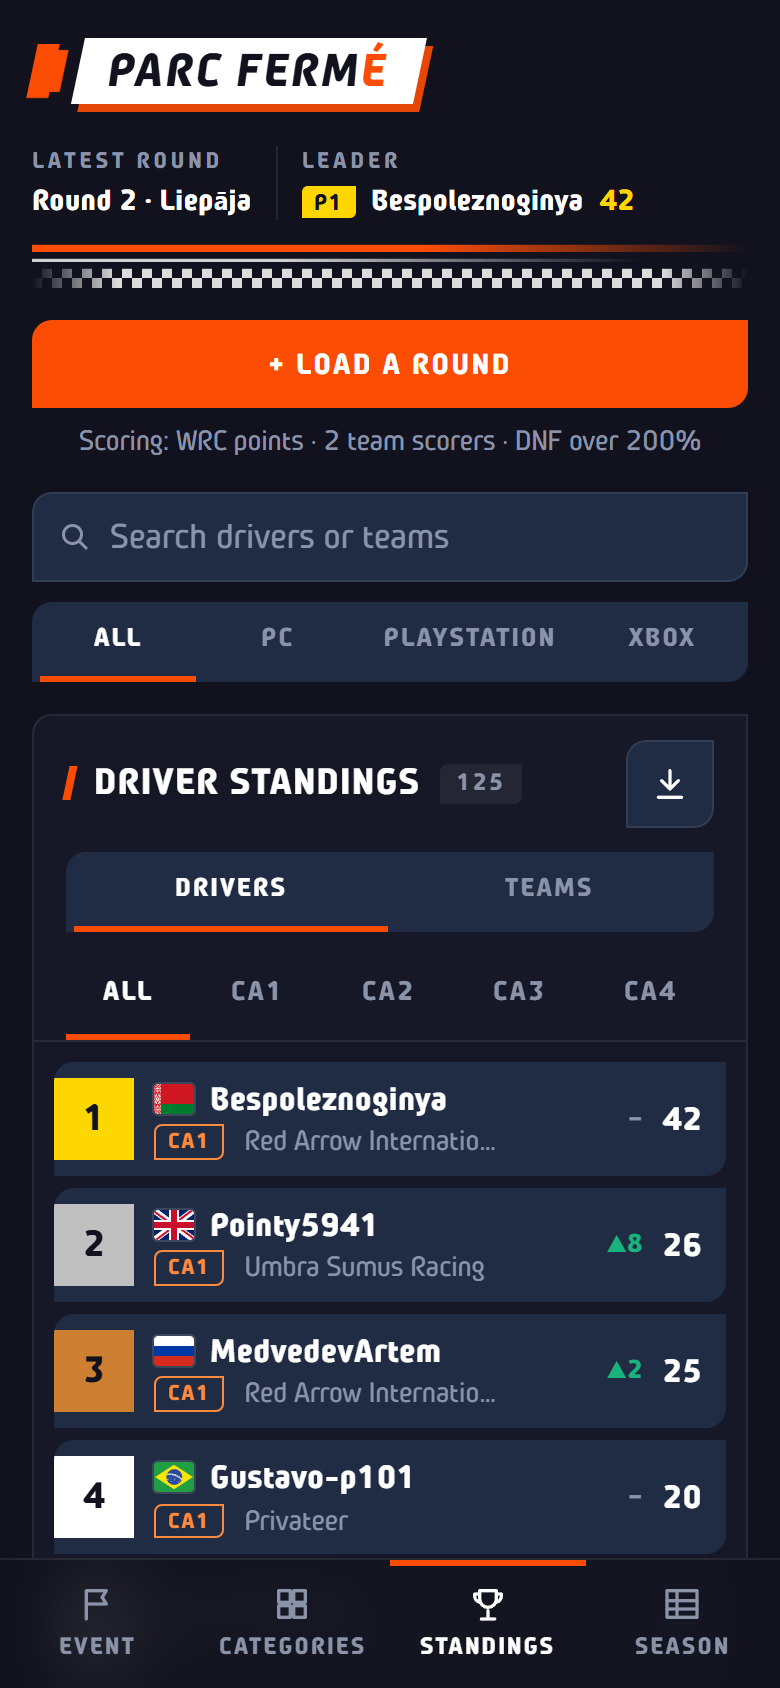 PARC FERMÉ
LATEST ROUND
Round 2 · Liepāja
LEADER
P1 Bespoleznoginya 42
+ LOAD A ROUND
Scoring: WRC points · 2 team scorers · DNF over 200%
Search drivers or teams
ALL PC PLAYSTATION XBOX
DRIVER STANDINGS 125
DRIVERS TEAMS
ALL CA1 CA2 CA3 CA4
1 Bespoleznoginya – 42
CA1 Red Arrow Internatio...
2 Pointy5941 ▲8 26
CA1 Umbra Sumus Racing
3 MedvedevArtem ▲2 25
CA1 Red Arrow Internatio...
4 Gustavo-p101 – 20
CA1 Privateer
EVENT CATEGORIES STANDINGS SEASON